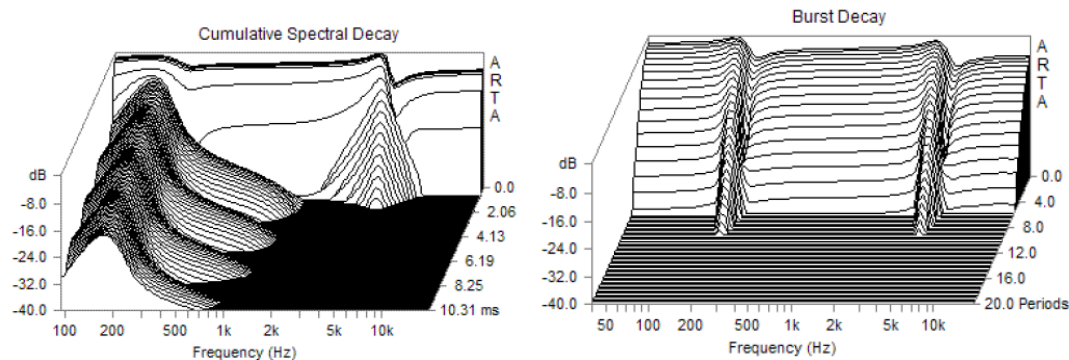 Cumulative Spectral Decay
A
R
T
A
dB
-8.0
-16.0
-24.0
-32.0
-40.0
0.0
2.06
4.13
6.19
8.25
10.31 ms
100 200 500 1k 2k 5k 10k
Frequency (Hz)
Burst Decay
A
R
T
A
dB
-8.0
-16.0
-24.0
-32.0
-40.0
0.0
4.0
8.0
12.0
16.0
20.0 Periods
50 100 200 500 1k 2k 5k 10k
Frequency (Hz)